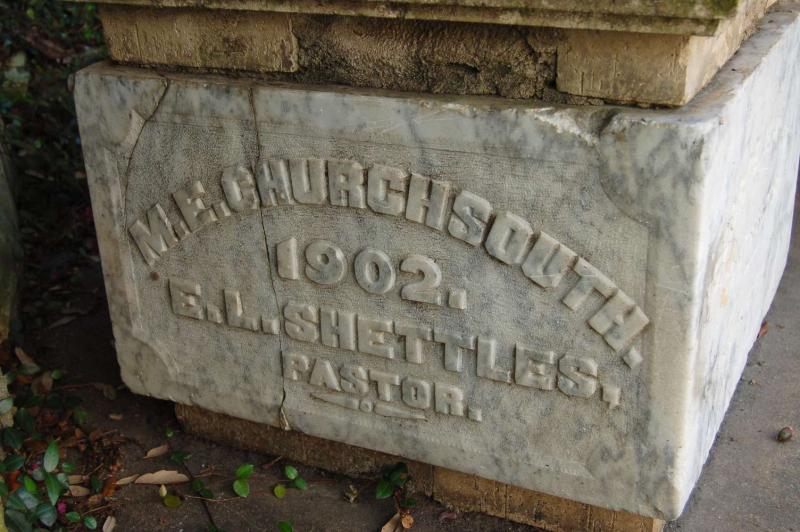 M.E.CHURCH SOUTH.
1902.
E.L.SHETTLES,
PASTOR.